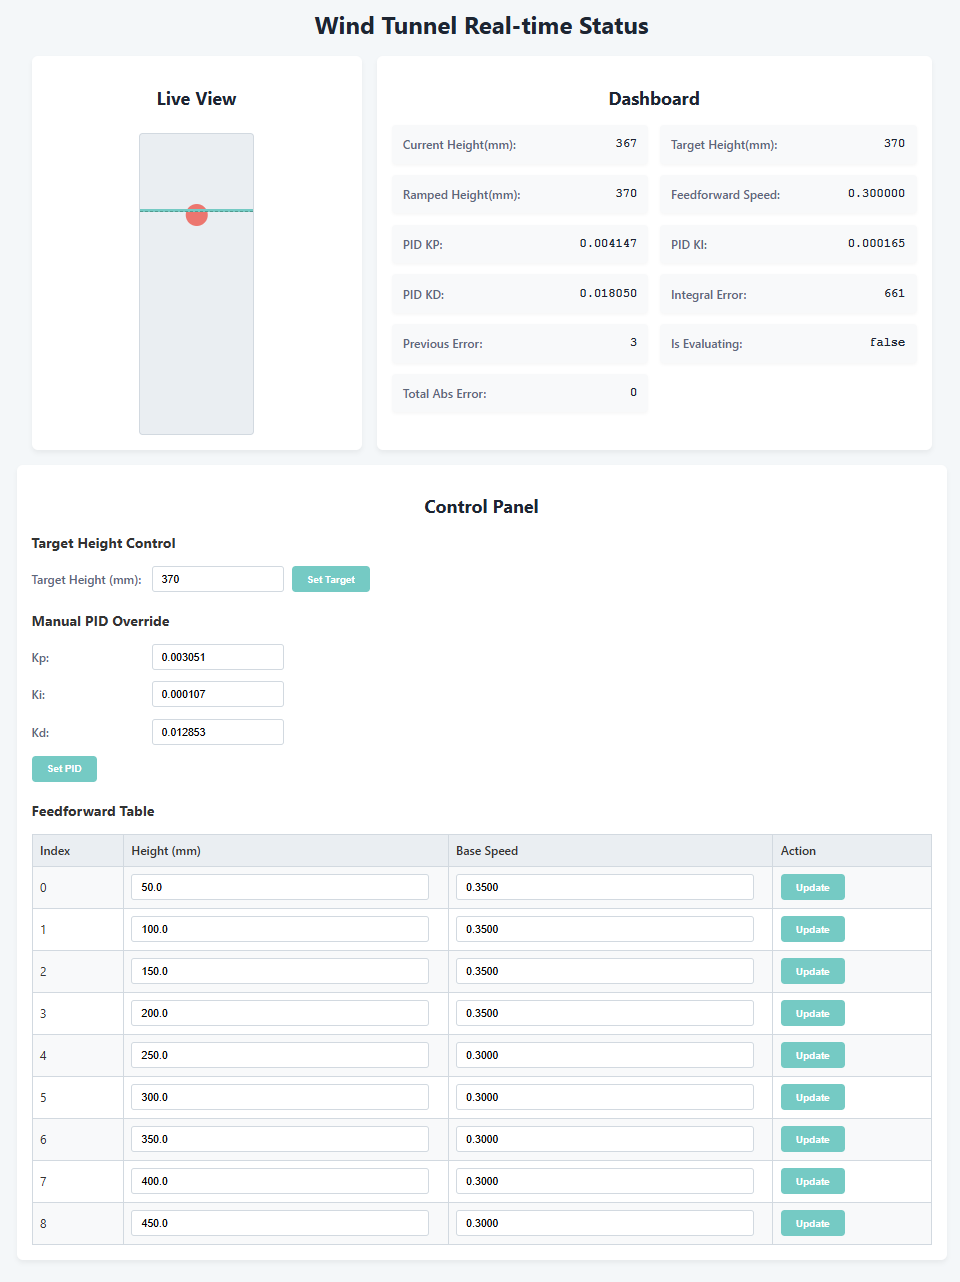 Wind Tunnel Real-time Status
Live View
Dashboard
Current Height(mm): 367
Target Height(mm): 370
Ramped Height(mm): 370
Feedforward Speed: 0.300000
PID KP: 0.004147
PID KI: 0.000165
PID KD: 0.018050
Integral Error: 661
Previous Error: 3
Is Evaluating: false
Total Abs Error: 0
Control Panel
Target Height Control
Target Height (mm): 370 Set Target
Manual PID Override
Kp: 0.003051
Ki: 0.000107
Kd: 0.012853
Set PID
Feedforward Table
Index Height (mm) Base Speed Action
0 50.0 0.3500 Update
1 100.0 0.3500 Update
2 150.0 0.3500 Update
3 200.0 0.3500 Update
4 250.0 0.3000 Update
5 300.0 0.3000 Update
6 350.0 0.3000 Update
7 400.0 0.3000 Update
8 450.0 0.3000 Update